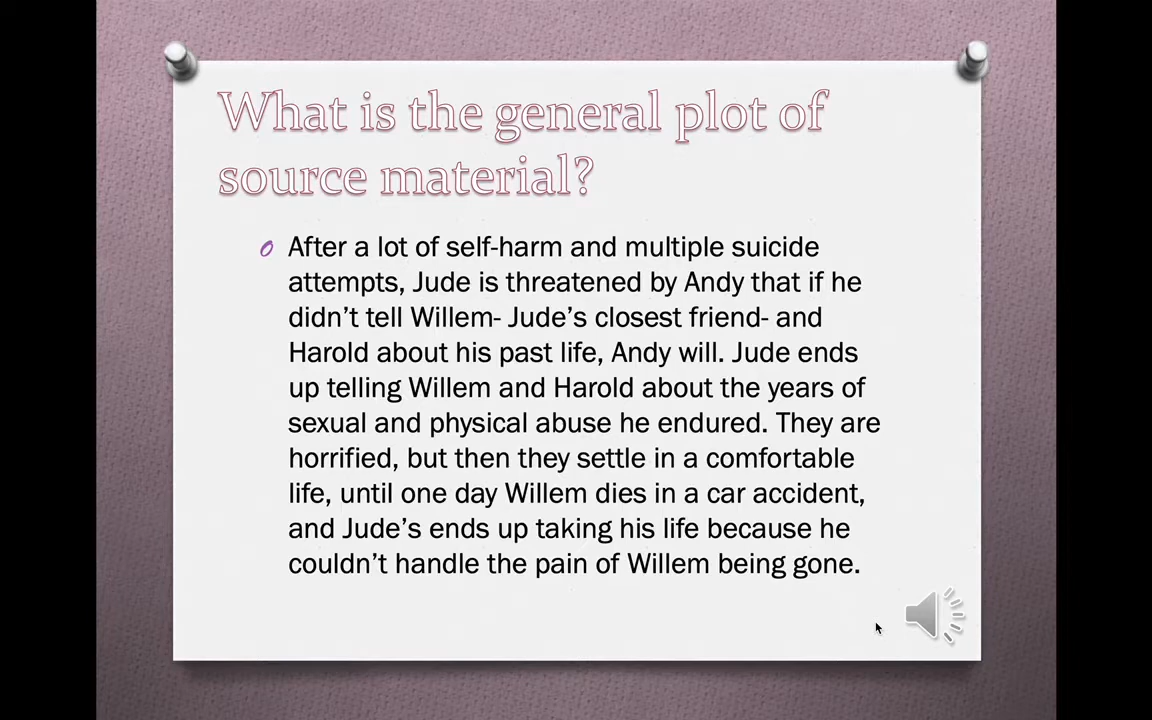 What is the general plot of
source material?
After a lot of self-harm and multiple suicide
attempts, Jude is threatened by Andy that if he
didn’t tell Willem- Jude’s closest friend- and
Harold about his past life, Andy will. Jude ends
up telling Willem and Harold about the years of
sexual and physical abuse he endured. They are
horrified, but then they settle in a comfortable
life, until one day Willem dies in a car accident,
and Jude’s ends up taking his life because he
couldn’t handle the pain of Willem being gone.